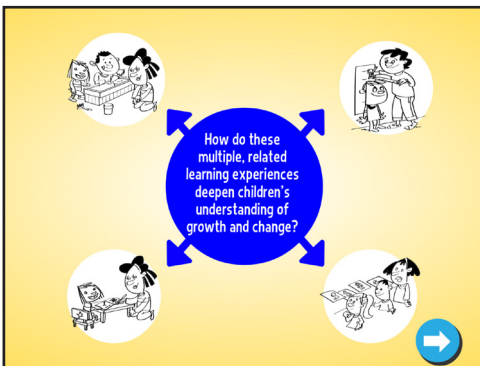 How do these
multiple, related
learning experiences
deepen children's
understanding of
growth and change?